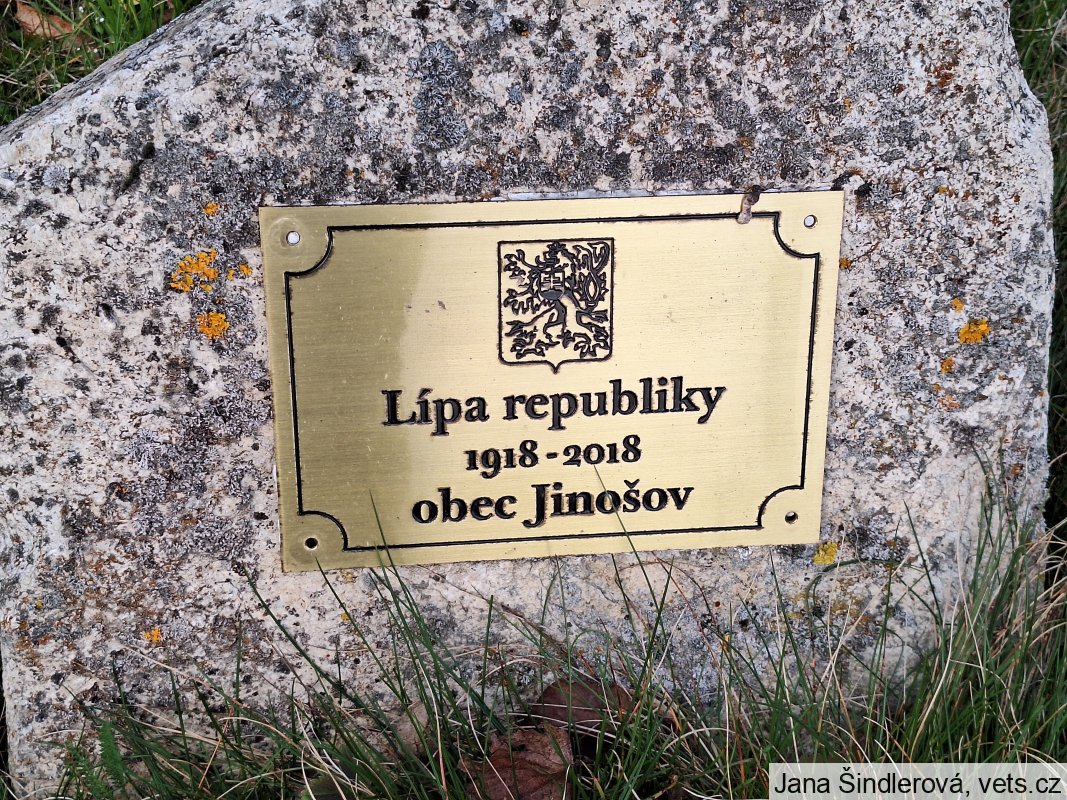 Lípa republiky
1918 - 2018
obec Jinošov
Jana Šindlerová, vets.cz